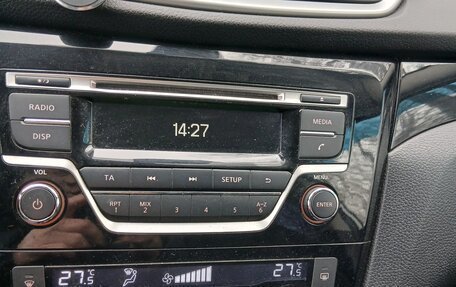 RADIO
MEDIA
DISP
14:27
VOL
TA SETUP
MENU
RPT MIX A-Z
1 2 3 4 5 6
ENTER
27.5 °C
27.5 °C